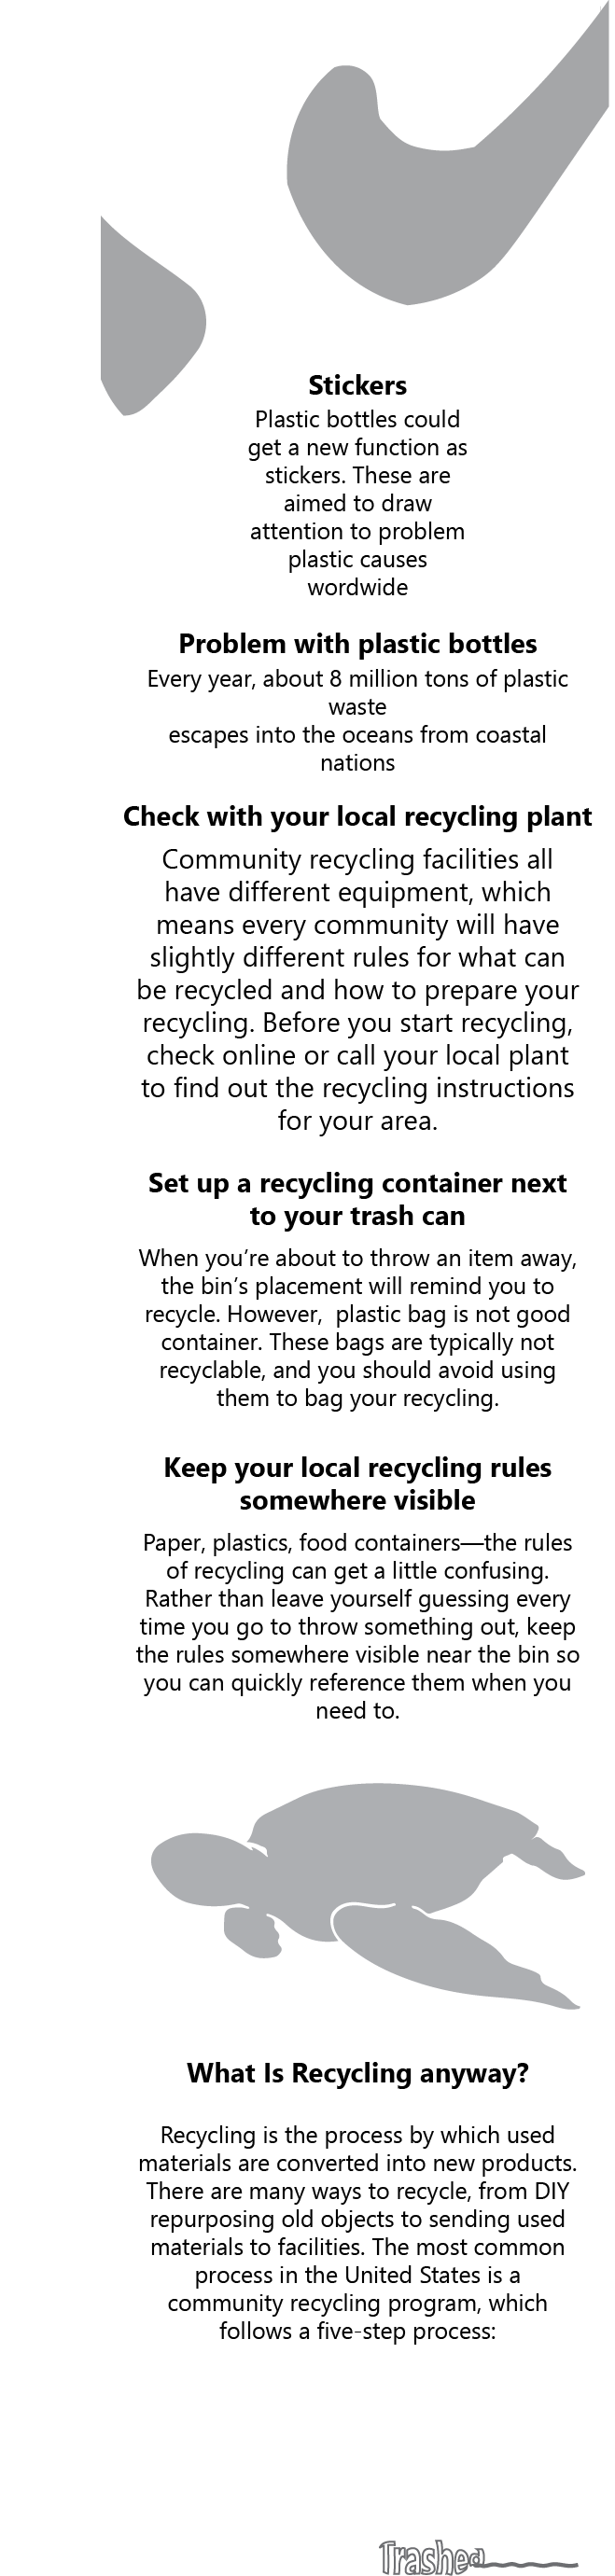 Stickers
Plastic bottles could
get a new function as
stickers. These are
aimed to draw
attention to problem
plastic causes
wordwide
Problem with plastic bottles
Every year, about 8 million tons of plastic
waste
escapes into the oceans from coastal
nations
Check with your local recycling plant
Community recycling facilities all
have different equipment, which
means every community will have
slightly different rules for what can
be recycled and how to prepare your
recycling. Before you start recycling,
check online or call your local plant
to find out the recycling instructions
for your area.
Set up a recycling container next
to your trash can
When you’re about to throw an item away,
the bin’s placement will remind you to
recycle. However,  plastic bag is not good
container. These bags are typically not
recyclable, and you should avoid using
them to bag your recycling.
Keep your local recycling rules
somewhere visible
Paper, plastics, food containers—the rules
of recycling can get a little confusing.
Rather than leave yourself guessing every
time you go to throw something out, keep
the rules somewhere visible near the bin so
you can quickly reference them when you
need to.
What Is Recycling anyway?
Recycling is the process by which used
materials are converted into new products.
There are many ways to recycle, from DIY
repurposing old objects to sending used
materials to facilities. The most common
process in the United States is a
community recycling program, which
follows a five-step process:
Trashed